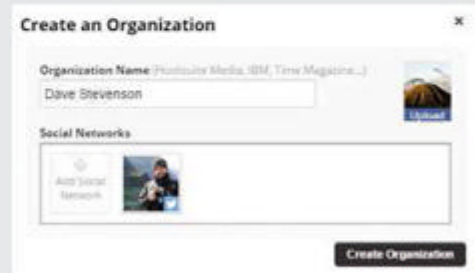 Create an Organization
×
Organization Name (Hootsuite Media, IBM, Time Magazine...)
Dave Stevenson
Upload
Social Networks
Add Social
Network
Create Organization